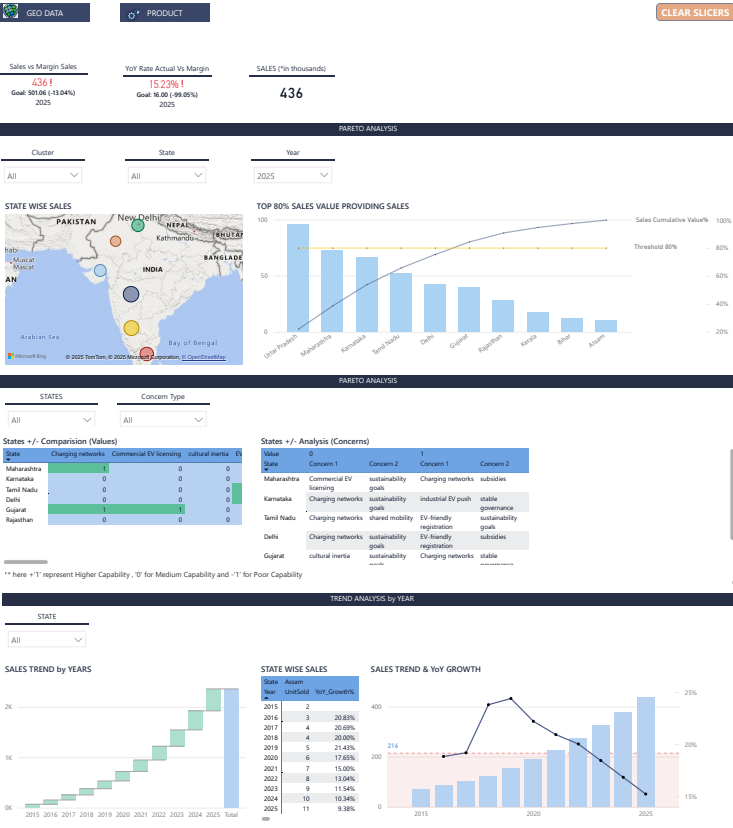 GEO DATA
PRODUCT
CLEAR SLICERS
Sales vs Margin Sales
436 !
Goal: 501.06 (-13.04%)
2025
YoY Rate Actual Vs Margin
15.23% !
Goal: 16.00 (-99.05%)
2025
SALES (*in thousands)
436
PARETO ANALYSIS
Cluster
State
Year
All
All
2025
STATE WISE SALES
PAKISTAN
New Delhi
NEPAL
Kathmandu
BHUTAN
BANGLADE
habi
Muscat
Mascat
AN
INDIA
Arabian Sea
Bay of Bengal
Microsoft Bing
© 2025 TomTom, © 2025 Microsoft Corporation, © OpenStreetMap
TOP 80% SALES VALUE PROVIDING SALES
100
50
0
Sales Cumulative Value%
Threshold 80%
100%
80%
60%
40%
20%
Uttar Pradesh
Maharashtra
Karnataka
Tamil Nadu
Delhi
Gujarat
Rajasthan
Kerala
Bihar
Assam
PARETO ANALYSIS
STATES
Concern Type
All
All
States +/- Comparision (Values)
State Charging networks Commercial EV licensing cultural inertia EV
Maharashtra 1 0 0
Karnataka 0 0 0
Tamil Nadu 0 0 0
Delhi 0 0 0
Gujarat 1 1 0
Rajasthan 0 0 0
States +/- Analysis (Concerns)
Value 0 1
State Concern 1 Concern 2 Concern 1 Concern 2
Maharashtra Commercial EV sustainability Charging networks subsidies
licensing goals
Karnataka Charging networks sustainability industrial EV push stable
goals governance
Tamil Nadu Charging networks shared mobility EV-friendly sustainability
registration goals
Delhi Charging networks sustainability EV-friendly subsidies
goals registration
Gujarat cultural inertia sustainability Charging networks stable
goals governance
** here +'1' represent Higher Capability , '0' for Medium Capability and -'1' for Poor Capability
TREND ANALYSIS by YEAR
STATE
All
SALES TREND by YEARS
2K
1K
0K
2015 2016 2017 2018 2019 2020 2021 2022 2023 2024 2025 Total
STATE WISE SALES
State Assam
Year UnitSold YoY_Growth%
2015 2
2016 3 20.83%
2017 4 20.69%
2018 4 20.00%
2019 5 21.43%
2020 6 17.65%
2021 7 15.00%
2022 8 13.04%
2023 9 11.54%
2024 10 10.34%
2025 11 9.38%
SALES TREND & YoY GROWTH
400
200
0
214
25%
20%
15%
2015
2020
2025